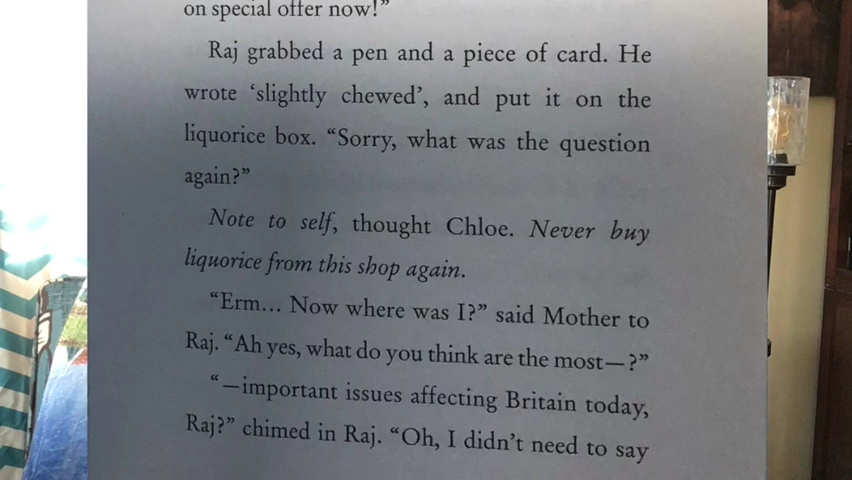 on special offer now!”
Raj grabbed a pen and a piece of card. He
wrote ‘slightly chewed’, and put it on the
liquorice box. “Sorry, what was the question
again?”
Note to self, thought Chloe. Never buy
liquorice from this shop again.
“Erm… Now where was I?” said Mother to
Raj. “Ah yes, what do you think are the most—?”
“—important issues affecting Britain today,
Raj?” chimed in Raj. “Oh, I didn’t need to say